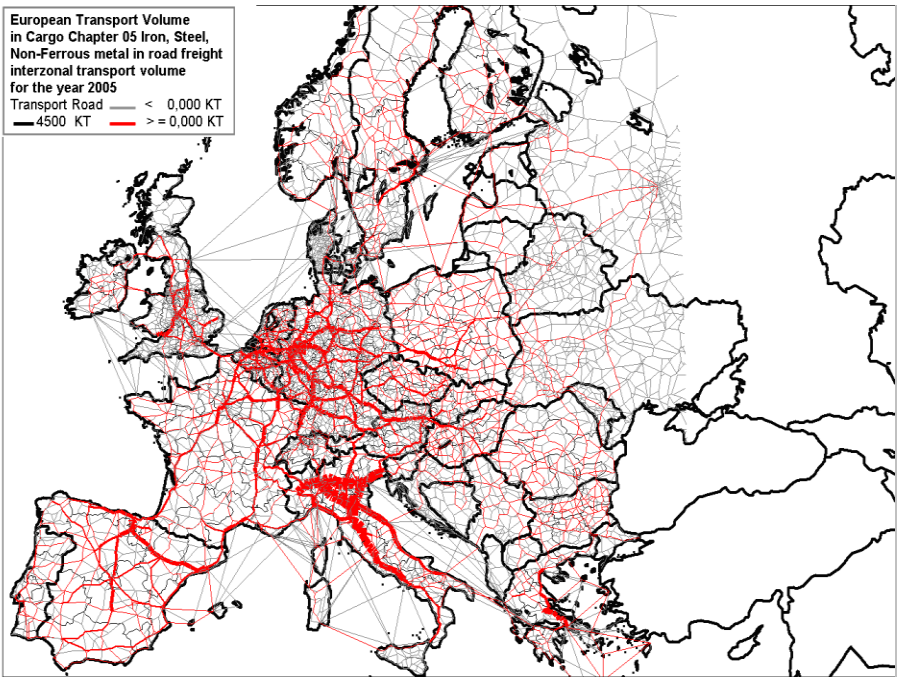 European Transport Volume
in Cargo Chapter 05 Iron, Steel,
Non-Ferrous metal in road freight
interzonal transport volume
for the year 2005
Transport Road < 0,000 KT
4500 KT >= 0,000 KT